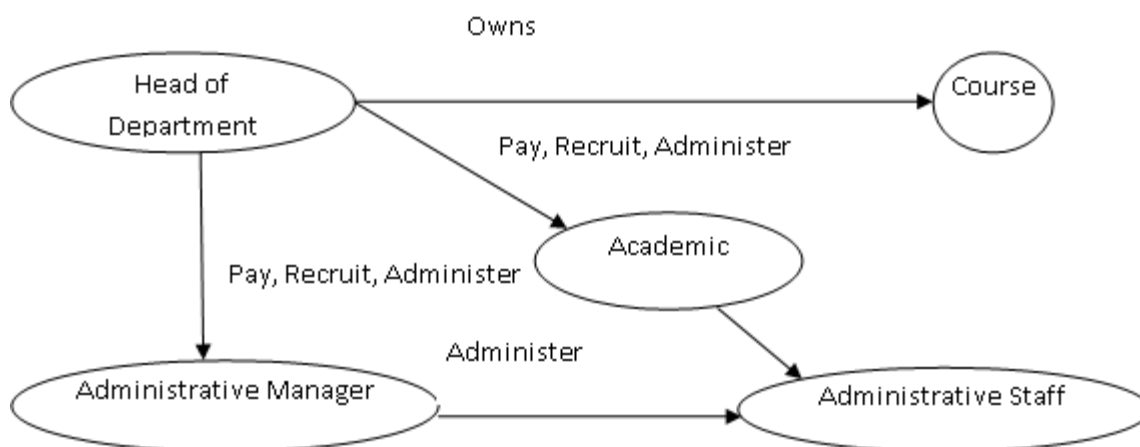 Owns
Head of
Department
Course
Pay, Recruit, Administer
Academic
Pay, Recruit, Administer
Administer
Administrative Manager
Administrative Staff